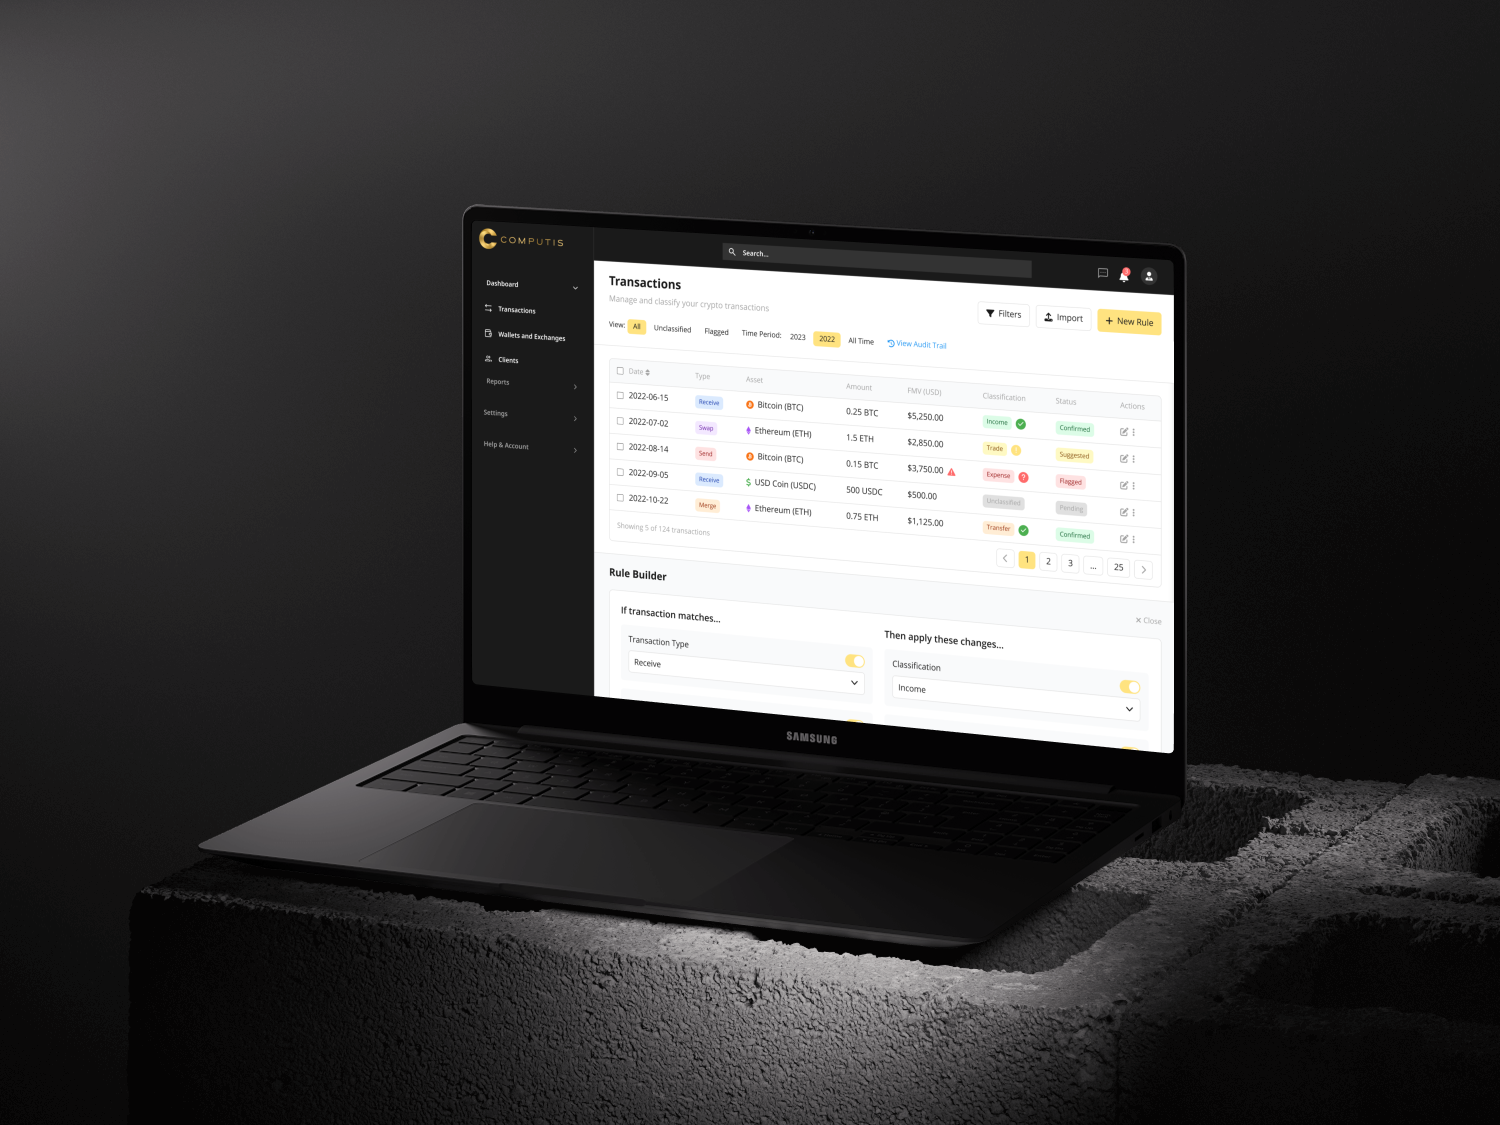 COMPUTIS
Search...
Dashboard
Transactions
Wallets and Exchanges
Clients
Reports
Settings
Help & Account
Transactions
Manage and classify your crypto transactions
Filters
Import
+ New Rule
View: All Unclassified Flagged Time Period: 2023 2022 All Time View Audit Trail
Date Type Asset Amount FMV (USD) Classification Status Actions
2022-06-15 Receive Bitcoin (BTC) 0.25 BTC $5,250.00 Income Confirmed
2022-07-02 Swap Ethereum (ETH) 1.5 ETH $2,850.00 Trade Suggested
2022-08-14 Send Bitcoin (BTC) 0.15 BTC $3,750.00 Expense ? Flagged
2022-09-05 Receive USD Coin (USDC) 500 USDC $500.00 Unclassified Pending
2022-10-22 Merge Ethereum (ETH) 0.75 ETH $1,125.00 Transfer Confirmed
Showing 5 of 124 transactions
1 2 3 ... 25
Rule Builder
× Close
If transaction matches...
Transaction Type
Receive
Then apply these changes...
Classification
Income
SAMSUNG